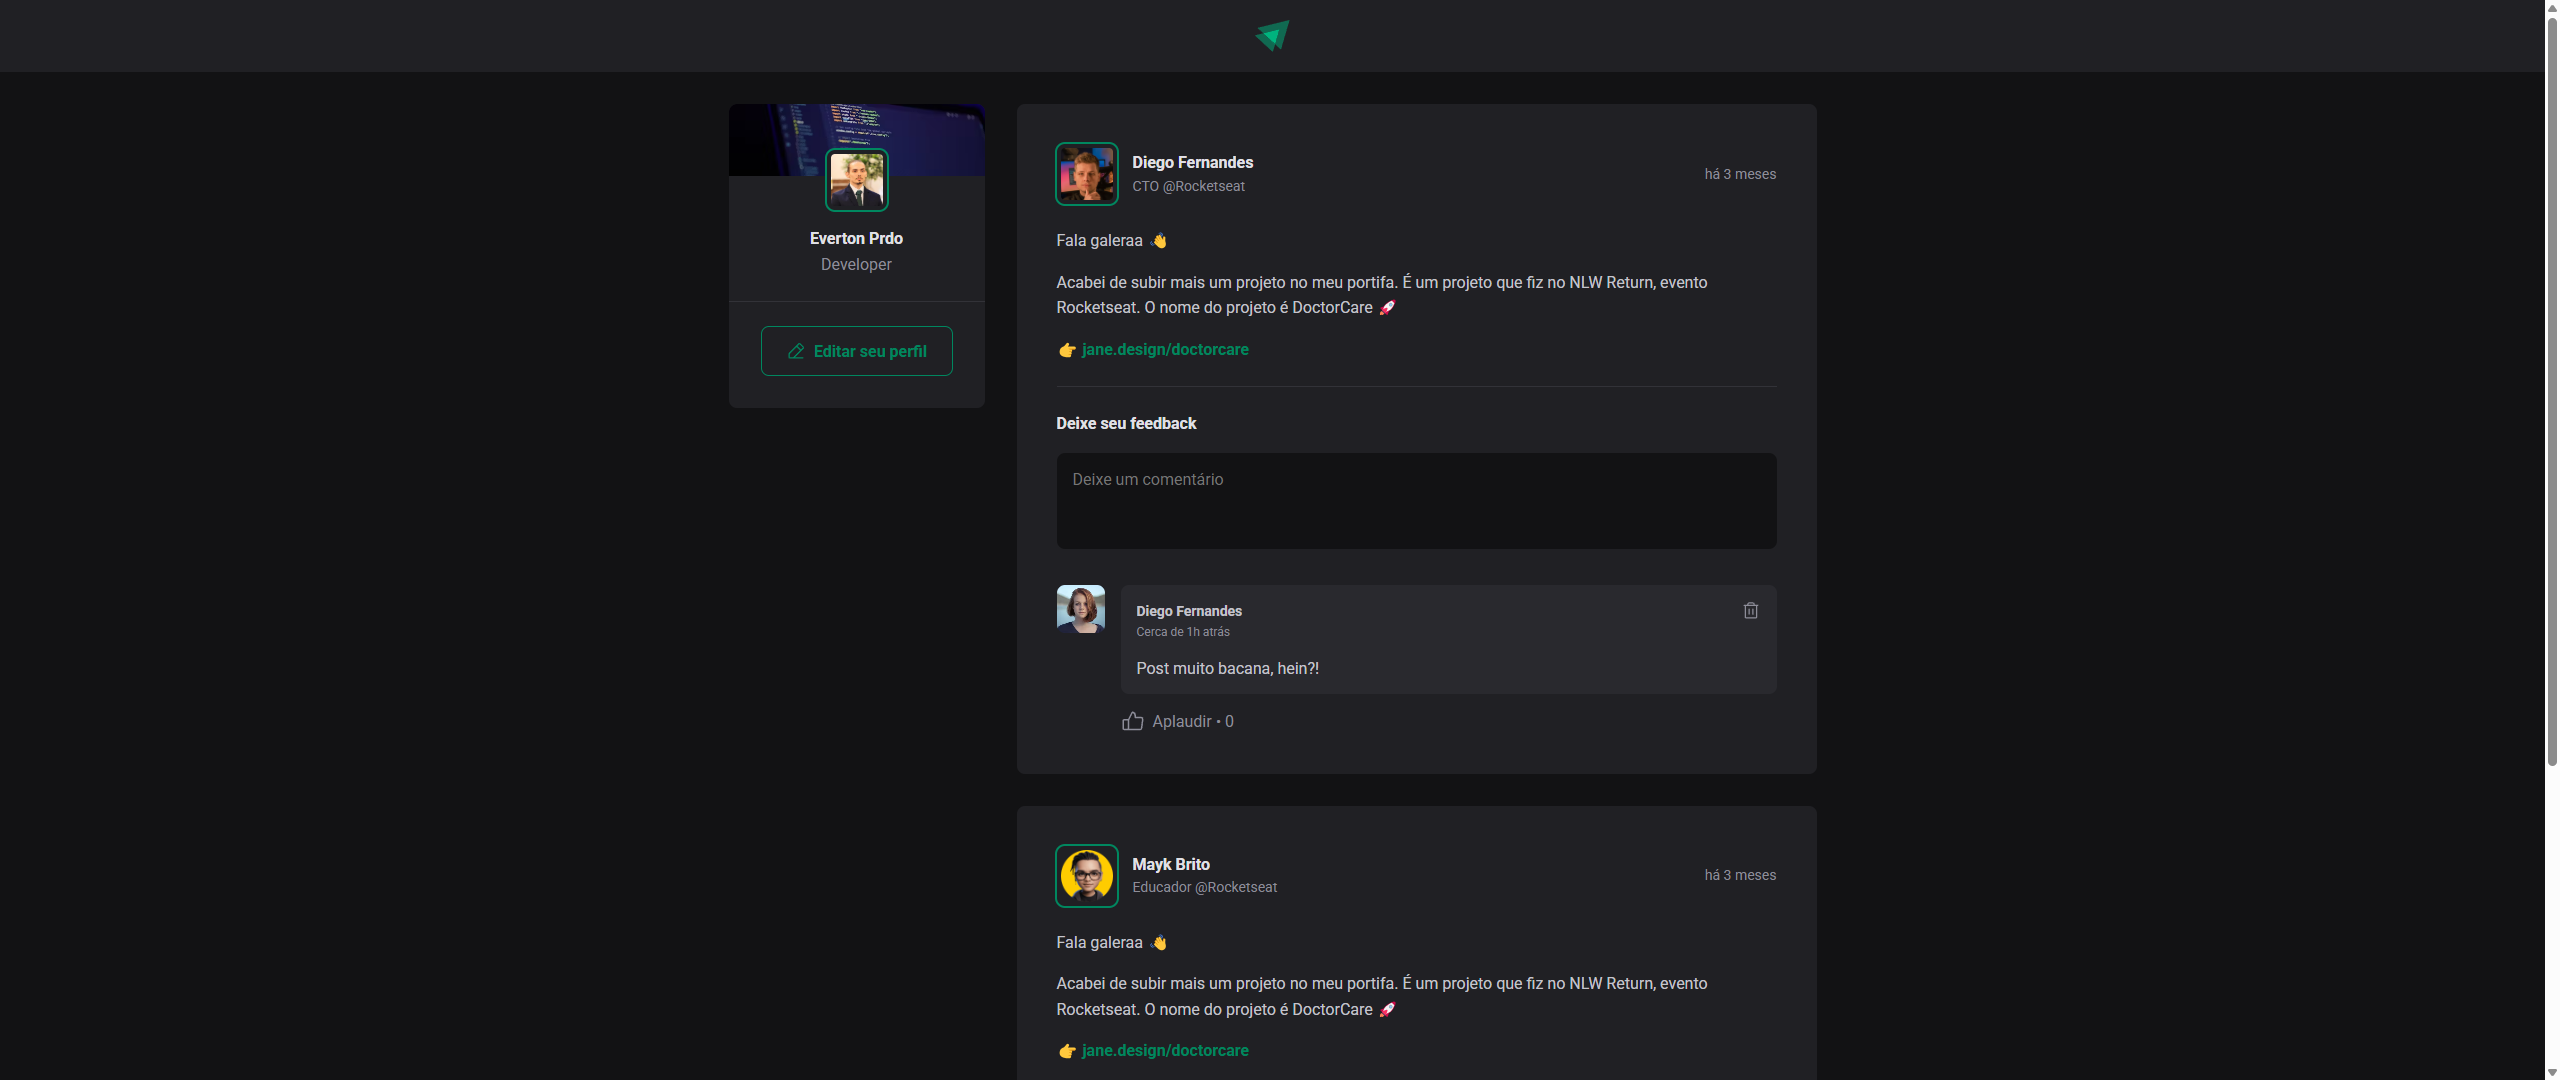 Everton Prdo
Developer
Editar seu perfil
Diego Fernandes
CTO @Rocketseat
há 3 meses
Fala galeraa 👋
Acabei de subir mais um projeto no meu portifa. É um projeto que fiz no NLW Return, evento
Rocketseat. O nome do projeto é DoctorCare 🚀
👉 jane.design/doctorcare
Deixe seu feedback
Deixe um comentário
Diego Fernandes
Cerca de 1h atrás
Post muito bacana, hein?!
Aplaudir • 0
Mayk Brito
Educador @Rocketseat
há 3 meses
Fala galeraa 👋
Acabei de subir mais um projeto no meu portifa. É um projeto que fiz no NLW Return, evento
Rocketseat. O nome do projeto é DoctorCare 🚀
👉 jane.design/doctorcare